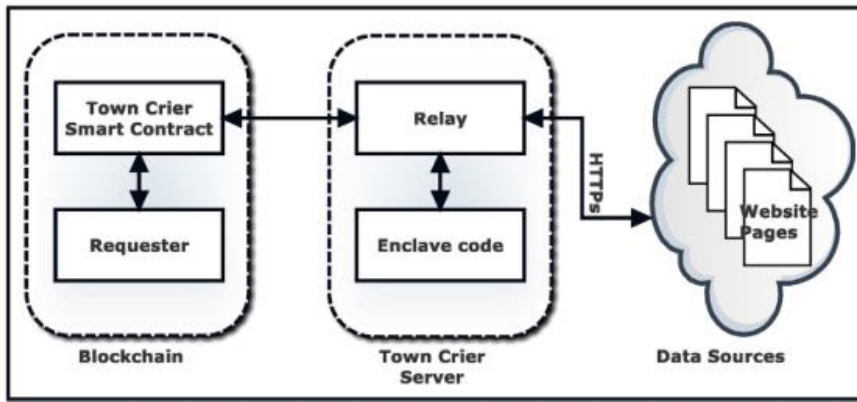 Town Crier
Smart Contract
Requester
Blockchain
Relay
Enclave code
Town Crier
Server
HTTPs
Website
Pages
Data Sources